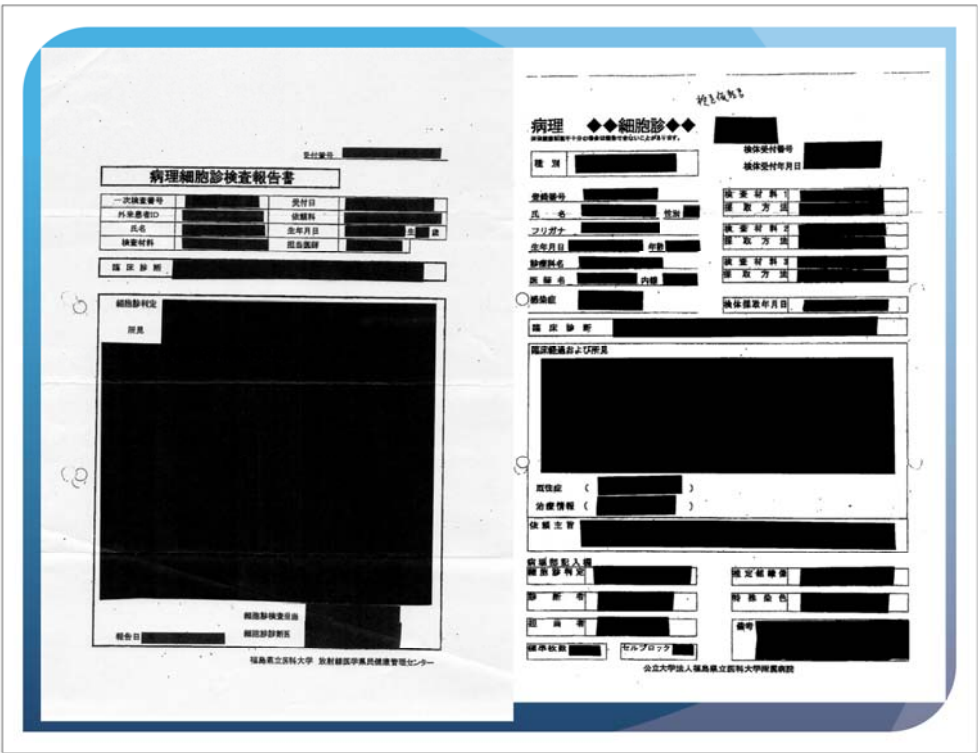 受付番号
病理細胞診検査報告書
一次検査番号 受付日
外来患者ID 依頼科
氏名 生年月日 生 歳
検査材料 担当医師
臨床診断
細胞診判定
所見
細胞診検査担当
細胞診診断医
報告日
福島県立医科大学 放射線医学県民健康管理センター
病理 ◆◆細胞診◆◆
検体受付番号
検体受付年月日
種別
登録番号
氏名 性別
フリガナ
生年月日 年齢
診療科名
医師名 内線
感染症
検査材料1
採取方法
検査材料2
採取方法
検査材料3
採取方法
検体採取年月日
臨床診断
臨床経過および所見
既往症 ( )
治療情報 ( )
依頼主旨
病理部記入欄
細胞診判定 推定組織像
診断者 特殊染色
担当者 備考
標本枚数 セルブロック
公立大学法人福島県立医科大学附属病院